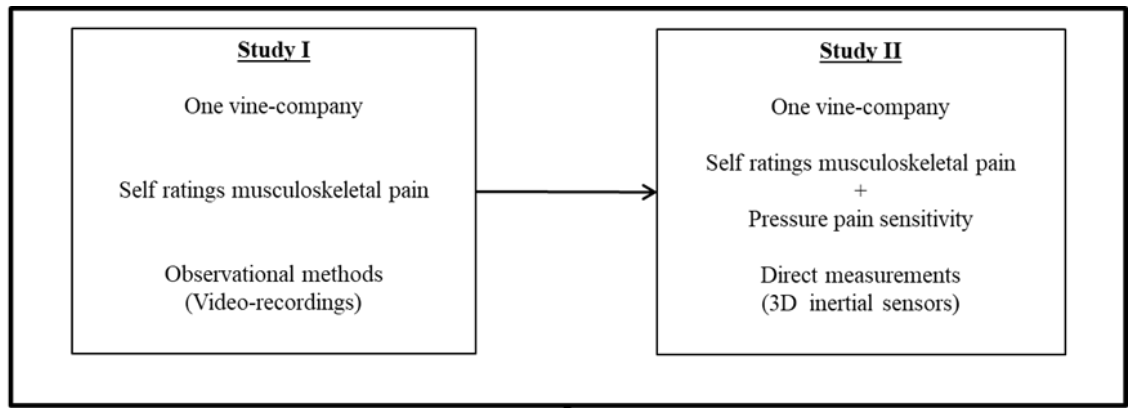 Study I
One vine-company
Self ratings musculoskeletal pain
Observational methods
(Video-recordings)
Study II
One vine-company
Self ratings musculoskeletal pain
+
Pressure pain sensitivity
Direct measurements
(3D inertial sensors)